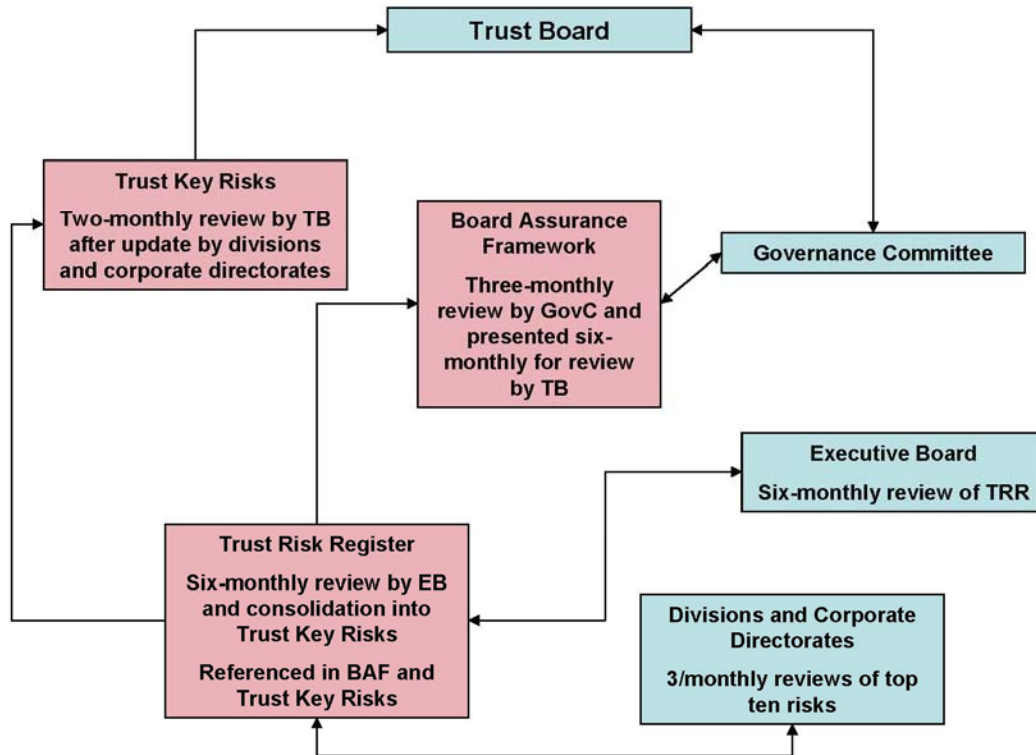 Trust Board
Trust Key Risks
Two-monthly review by TB
after update by divisions
and corporate directorates
Board Assurance
Framework
Three-monthly
review by GovC and
presented six-
monthly for review
by TB
Governance Committee
Executive Board
Six-monthly review of TRR
Trust Risk Register
Six-monthly review by EB
and consolidation into
Trust Key Risks
Referenced in BAF and
Trust Key Risks
Divisions and Corporate
Directorates
3/monthly reviews of top
ten risks